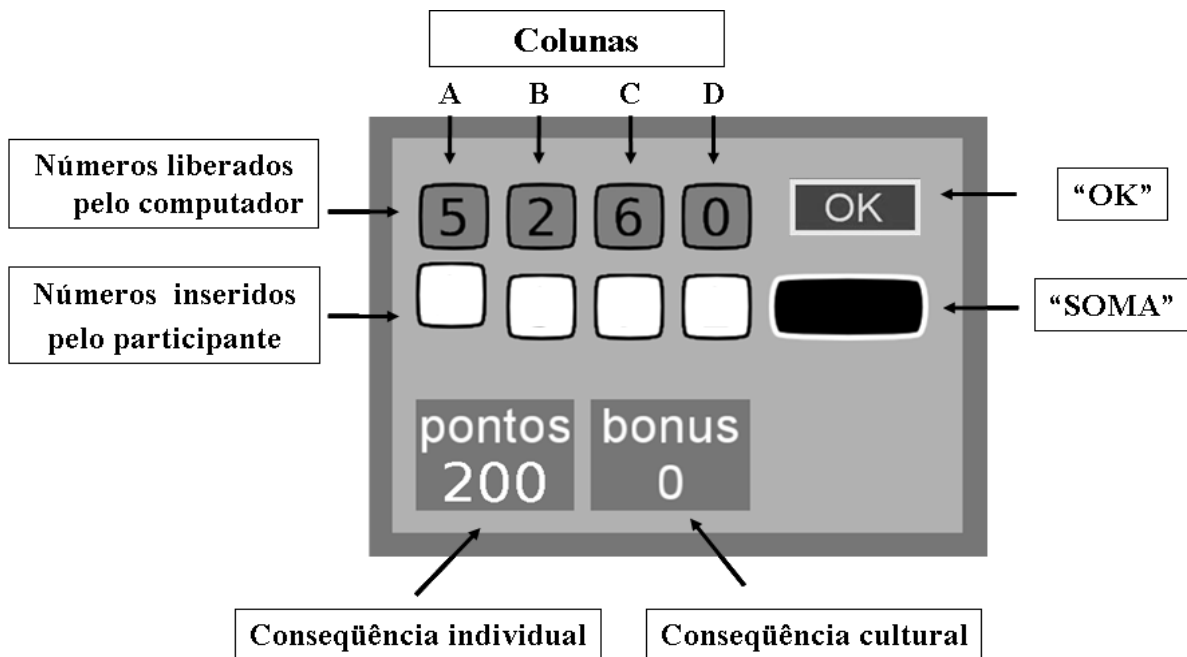 Colunas
A B C D
Números liberados
pelo computador
5 2 6 0
OK
“OK”
Números inseridos
pelo participante
“SOMA”
pontos
200
bonus
0
Conseqüência individual
Conseqüência cultural